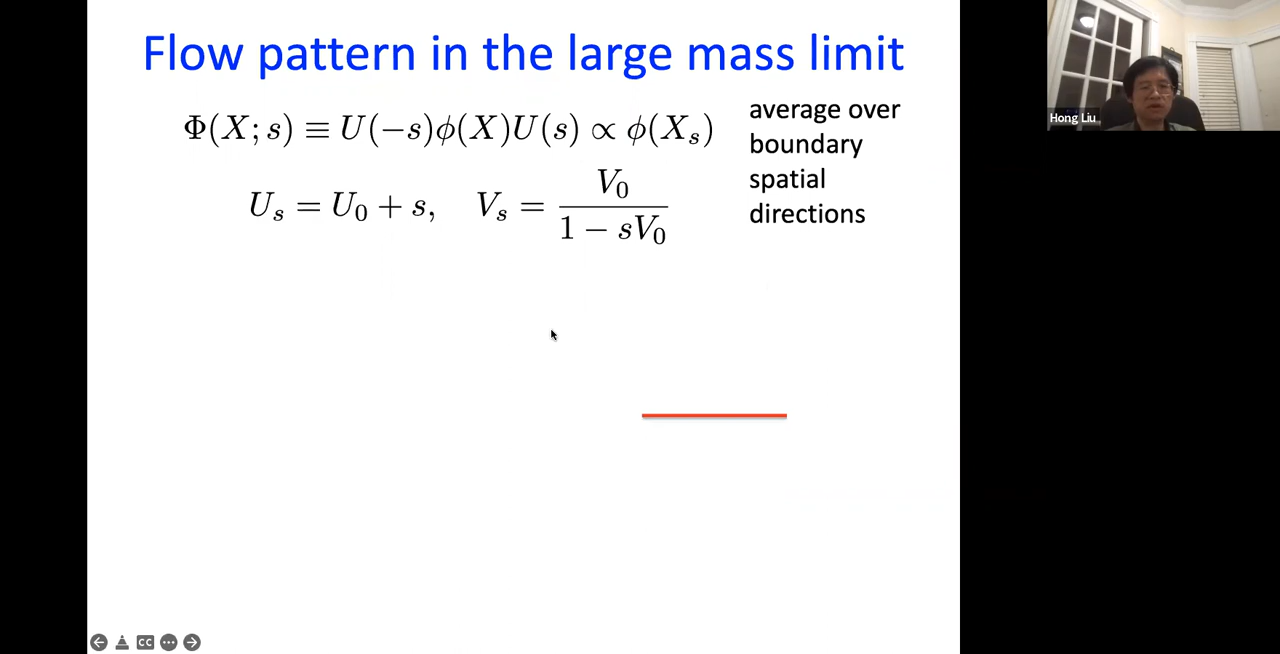 Flow pattern in the large mass limit
Φ(X; s) ≡ U(−s)ϕ(X)U(s) ∝ ϕ(X_s)
average over
boundary
spatial
directions
U_s = U_0 + s, V_s = V_0 / (1 − sV_0)
Hong Liu
CC